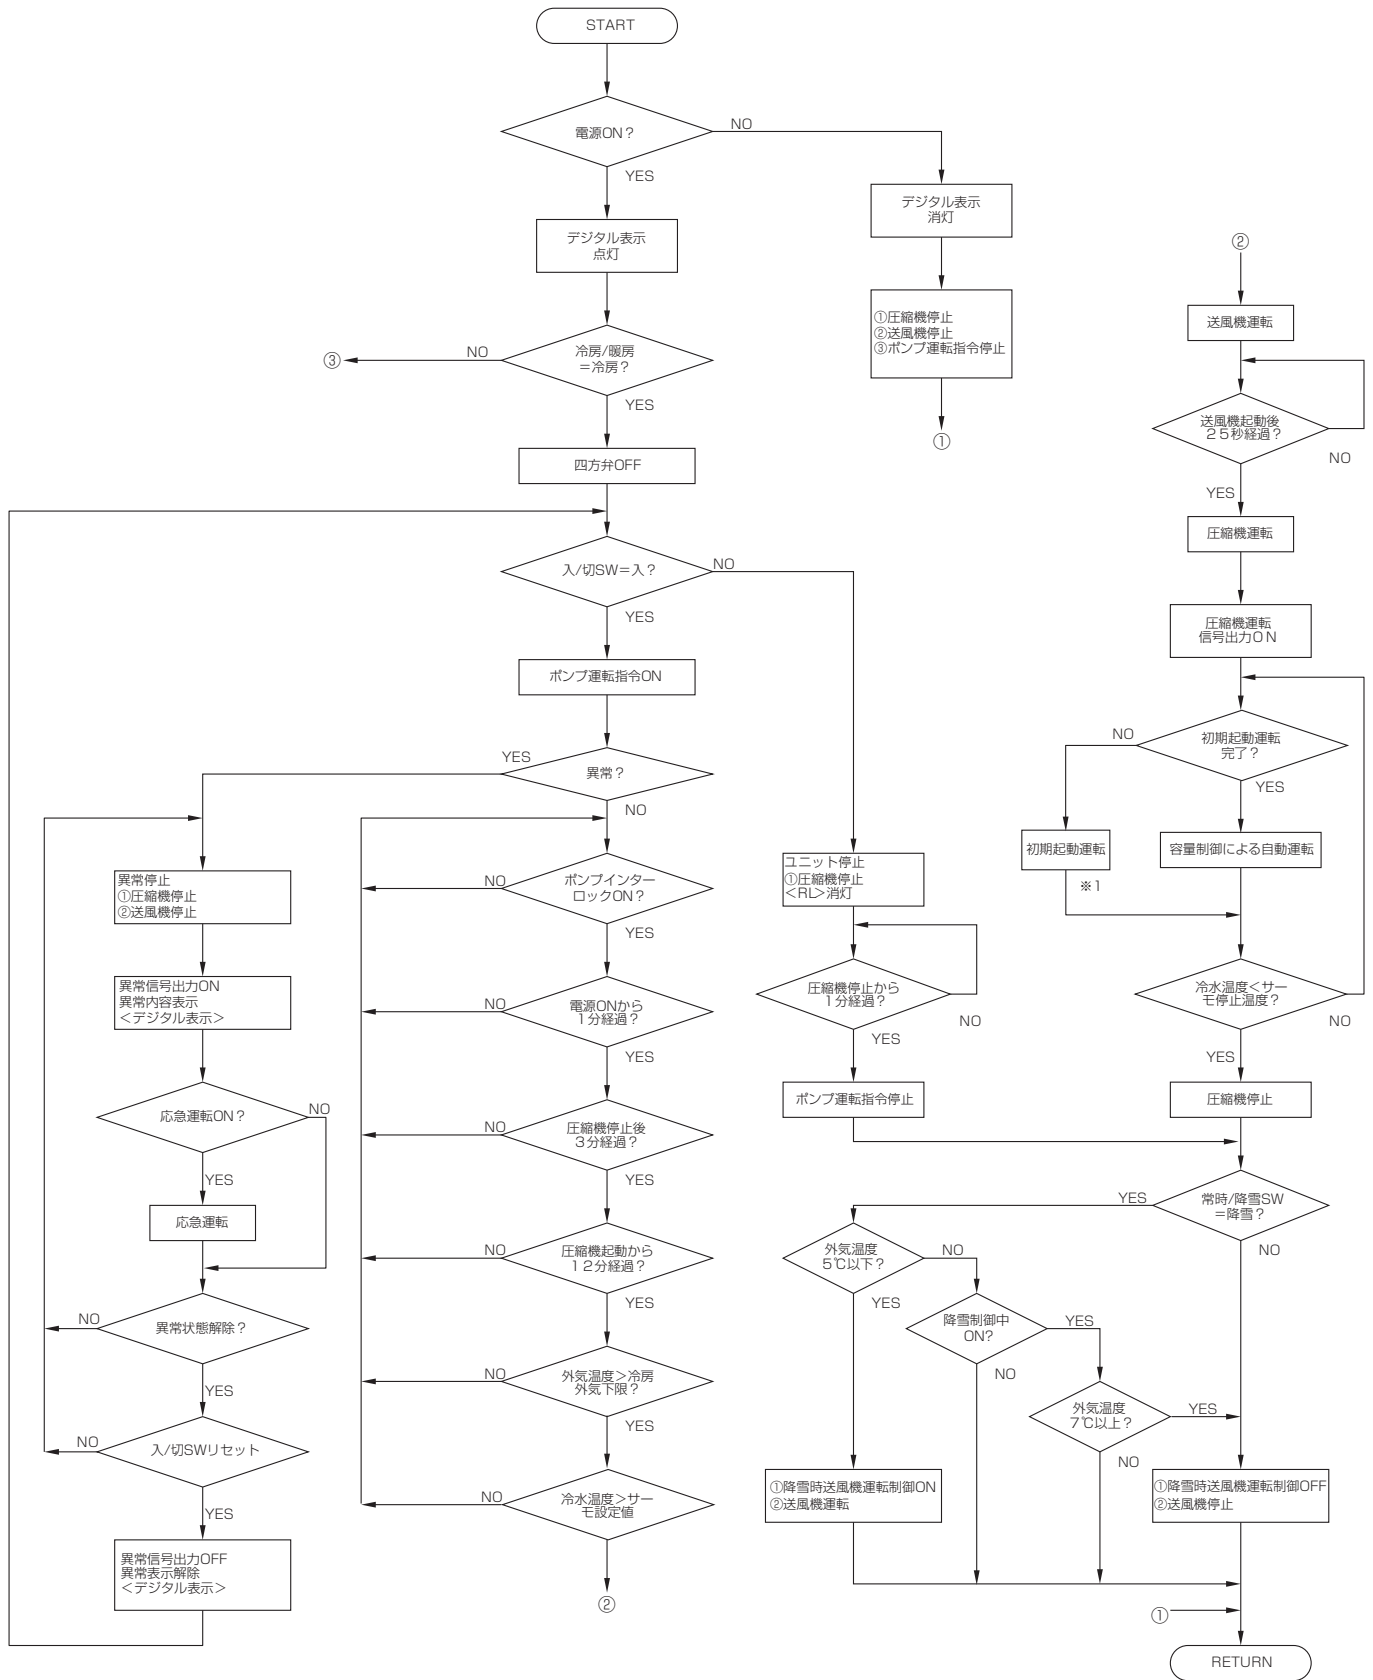 START
電源ON？
NO
YES
デジタル表示
点灯
デジタル表示
消灯
①圧縮機停止
②送風機停止
③ポンプ運転指令停止
①
冷房/暖房
＝冷房？
NO
③
YES
四方弁OFF
入/切SW＝入？
NO
YES
ポンプ運転指令ON
異常？
YES
NO
異常停止
①圧縮機停止
②送風機停止
異常信号出力ON
異常内容表示
＜デジタル表示＞
応急運転ON？
NO
YES
応急運転
異常状態解除？
NO
YES
入/切SWリセット
NO
YES
異常信号出力OFF
異常表示解除
＜デジタル表示＞
ポンプインター
ロックON？
NO
YES
電源ONから
1分経過？
NO
YES
圧縮機停止後
3分経過？
NO
YES
圧縮機起動から
12分経過？
NO
YES
外気温度＞冷房
外気下限？
NO
YES
冷水温度＞サー
モ設定値
NO
②
ユニット停止
①圧縮機停止
＜RL＞消灯
圧縮機停止から
1分経過？
NO
YES
ポンプ運転指令停止
②
送風機運転
送風機起動後
25秒経過？
NO
YES
圧縮機運転
圧縮機運転
信号出力ON
初期起動運転
完了？
NO
YES
初期起動運転
※1
容量制御による自動運転
冷水温度＜サー
モ停止温度？
NO
YES
圧縮機停止
常時/降雪SW
＝降雪？
YES
NO
外気温度
5℃以下？
NO
YES
降雪制御中
ON?
YES
NO
外気温度
7℃以上？
YES
NO
①降雪時送風機運転制御ON
②送風機運転
①降雪時送風機運転制御OFF
②送風機停止
①
RETURN